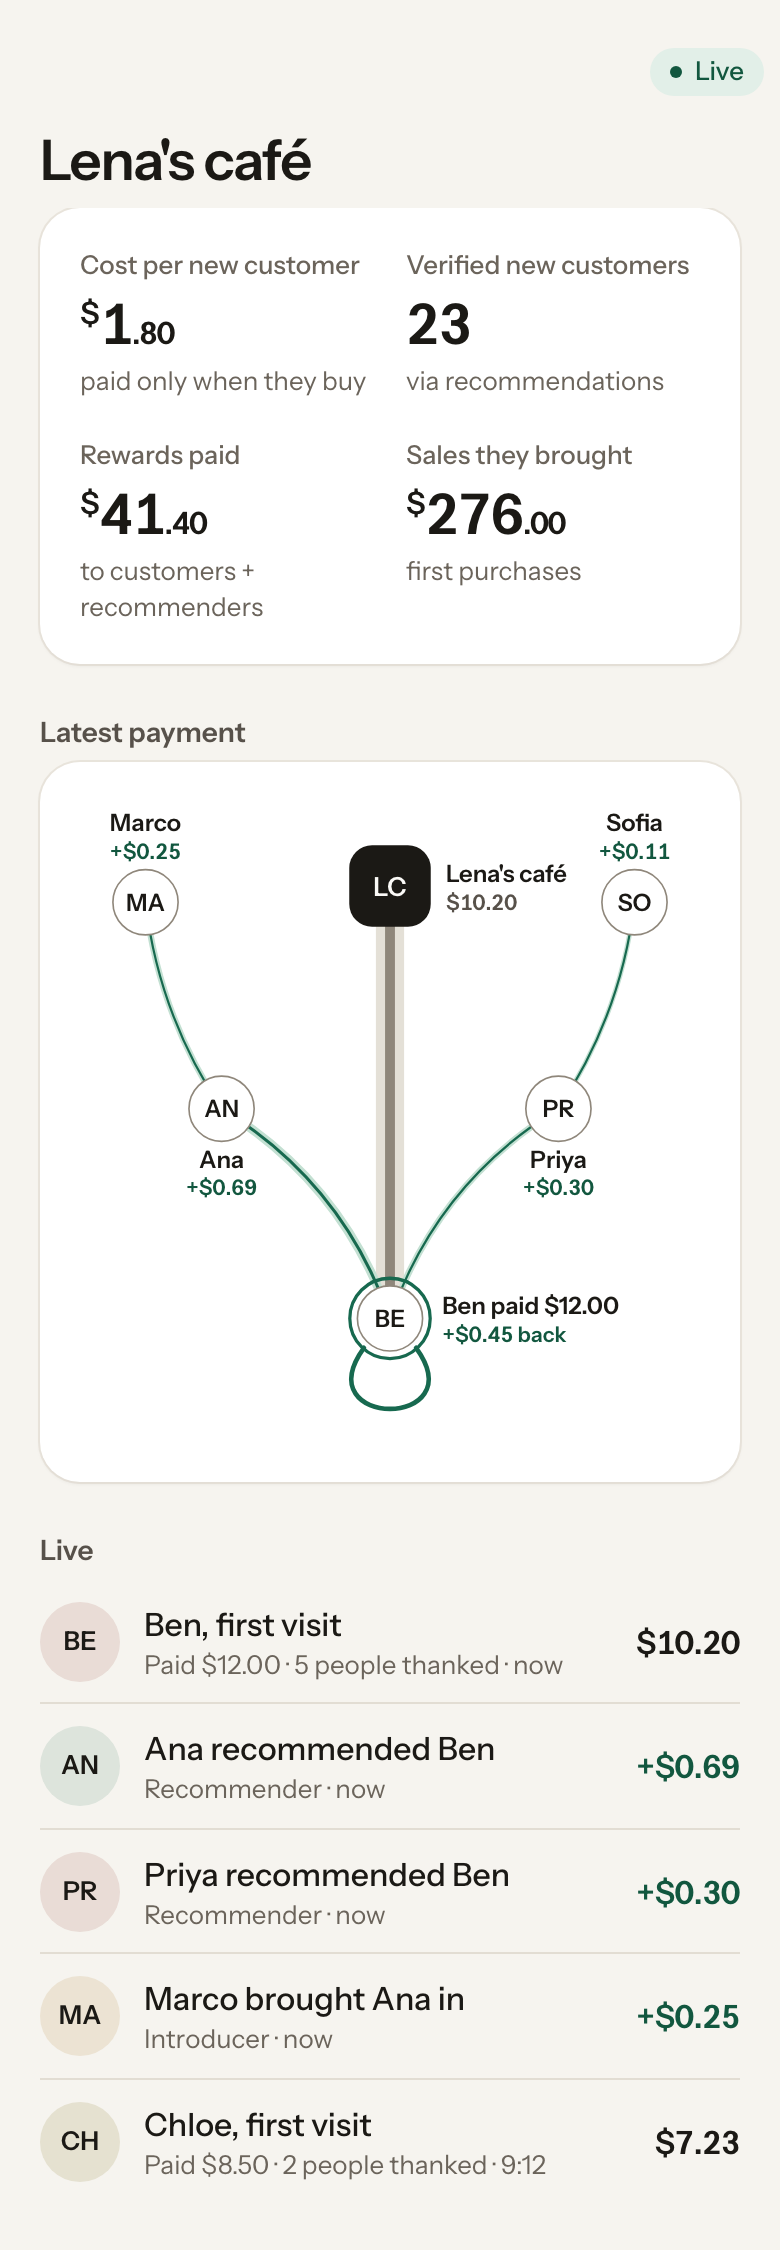 Live
Lena's café
Cost per new customer
$1.80
paid only when they buy
Verified new customers
23
via recommendations
Rewards paid
$41.40
to customers +
recommenders
Sales they brought
$276.00
first purchases
Latest payment
Marco
+$0.25
MA
LC
Lena's café
$10.20
Sofia
+$0.11
SO
AN
Ana
+$0.69
PR
Priya
+$0.30
BE
Ben paid $12.00
+$0.45 back
Live
BE
Ben, first visit
Paid $12.00 · 5 people thanked · now
$10.20
AN
Ana recommended Ben
Recommender · now
+$0.69
PR
Priya recommended Ben
Recommender · now
+$0.30
MA
Marco brought Ana in
Introducer · now
+$0.25
CH
Chloe, first visit
Paid $8.50 · 2 people thanked · 9:12
$7.23